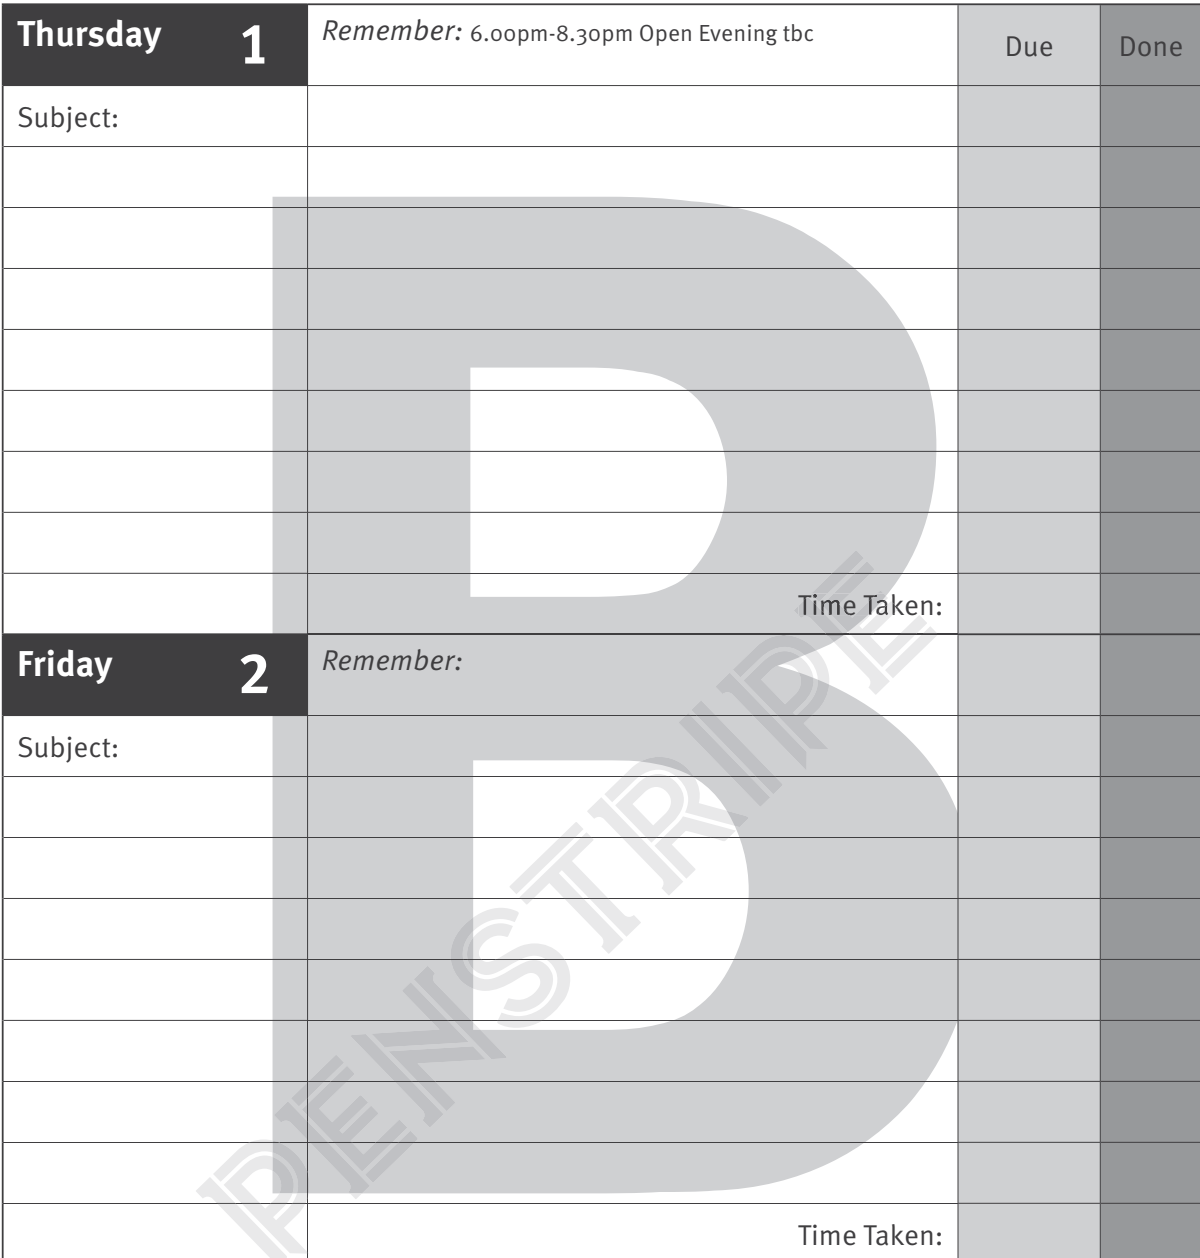 Thursday 1 Remember: 6.00pm-8.30pm Open Evening tbc Due Done
Subject:
Time Taken:
Friday 2 Remember:
Subject:
Time Taken:
B
PENSTRIPE